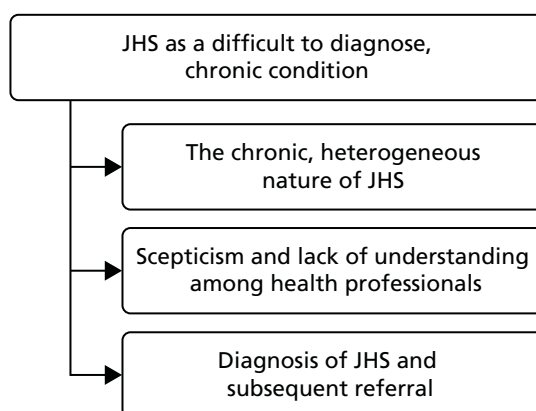 JHS as a difficult to diagnose,
chronic condition
The chronic, heterogeneous
nature of JHS
Scepticism and lack of understanding
among health professionals
Diagnosis of JHS and
subsequent referral